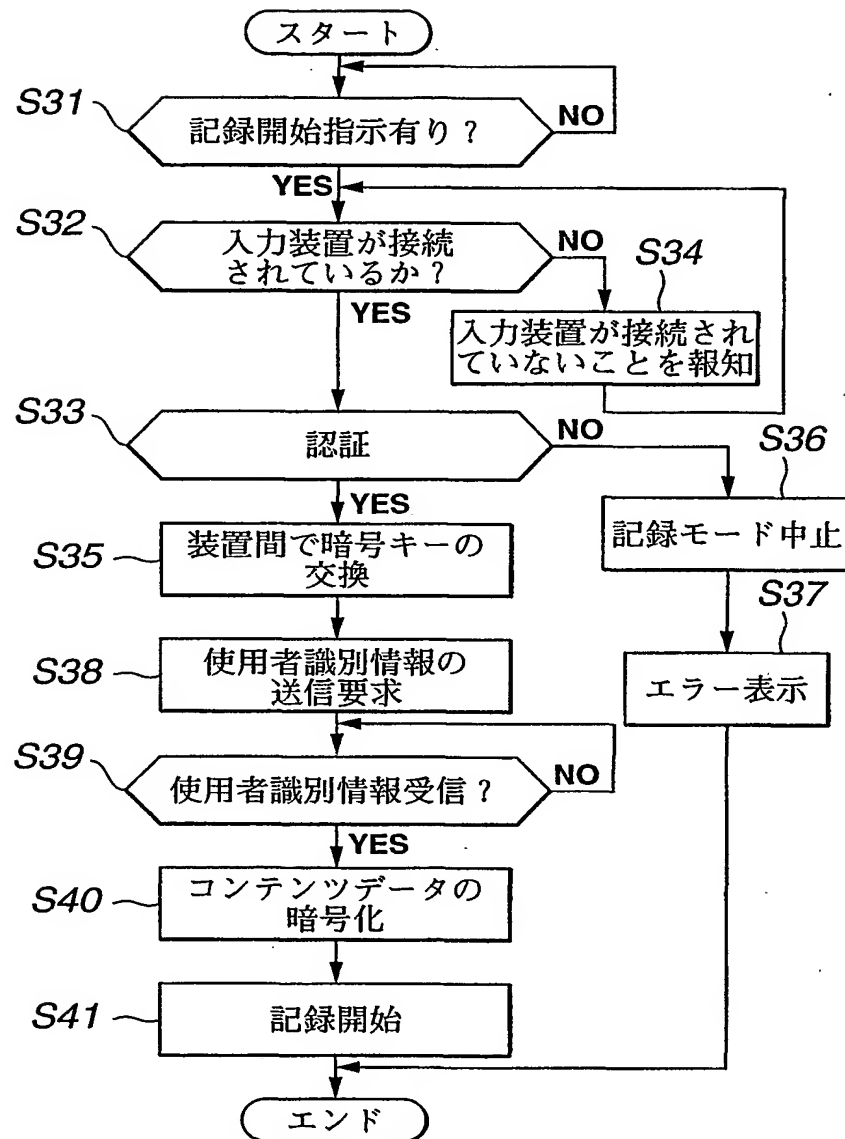 スタート
S31
記録開始指示有り?
NO
YES
S32
入力装置が接続
されているか?
NO
YES
S34
入力装置が接続され
ていないことを報知
S33
認証
NO
YES
S36
記録モード中止
S35
装置間で暗号キーの
交換
S37
エラー表示
S38
使用者識別情報の
送信要求
S39
使用者識別情報受信?
NO
YES
S40
コンテンツデータの
暗号化
S41
記録開始
エンド